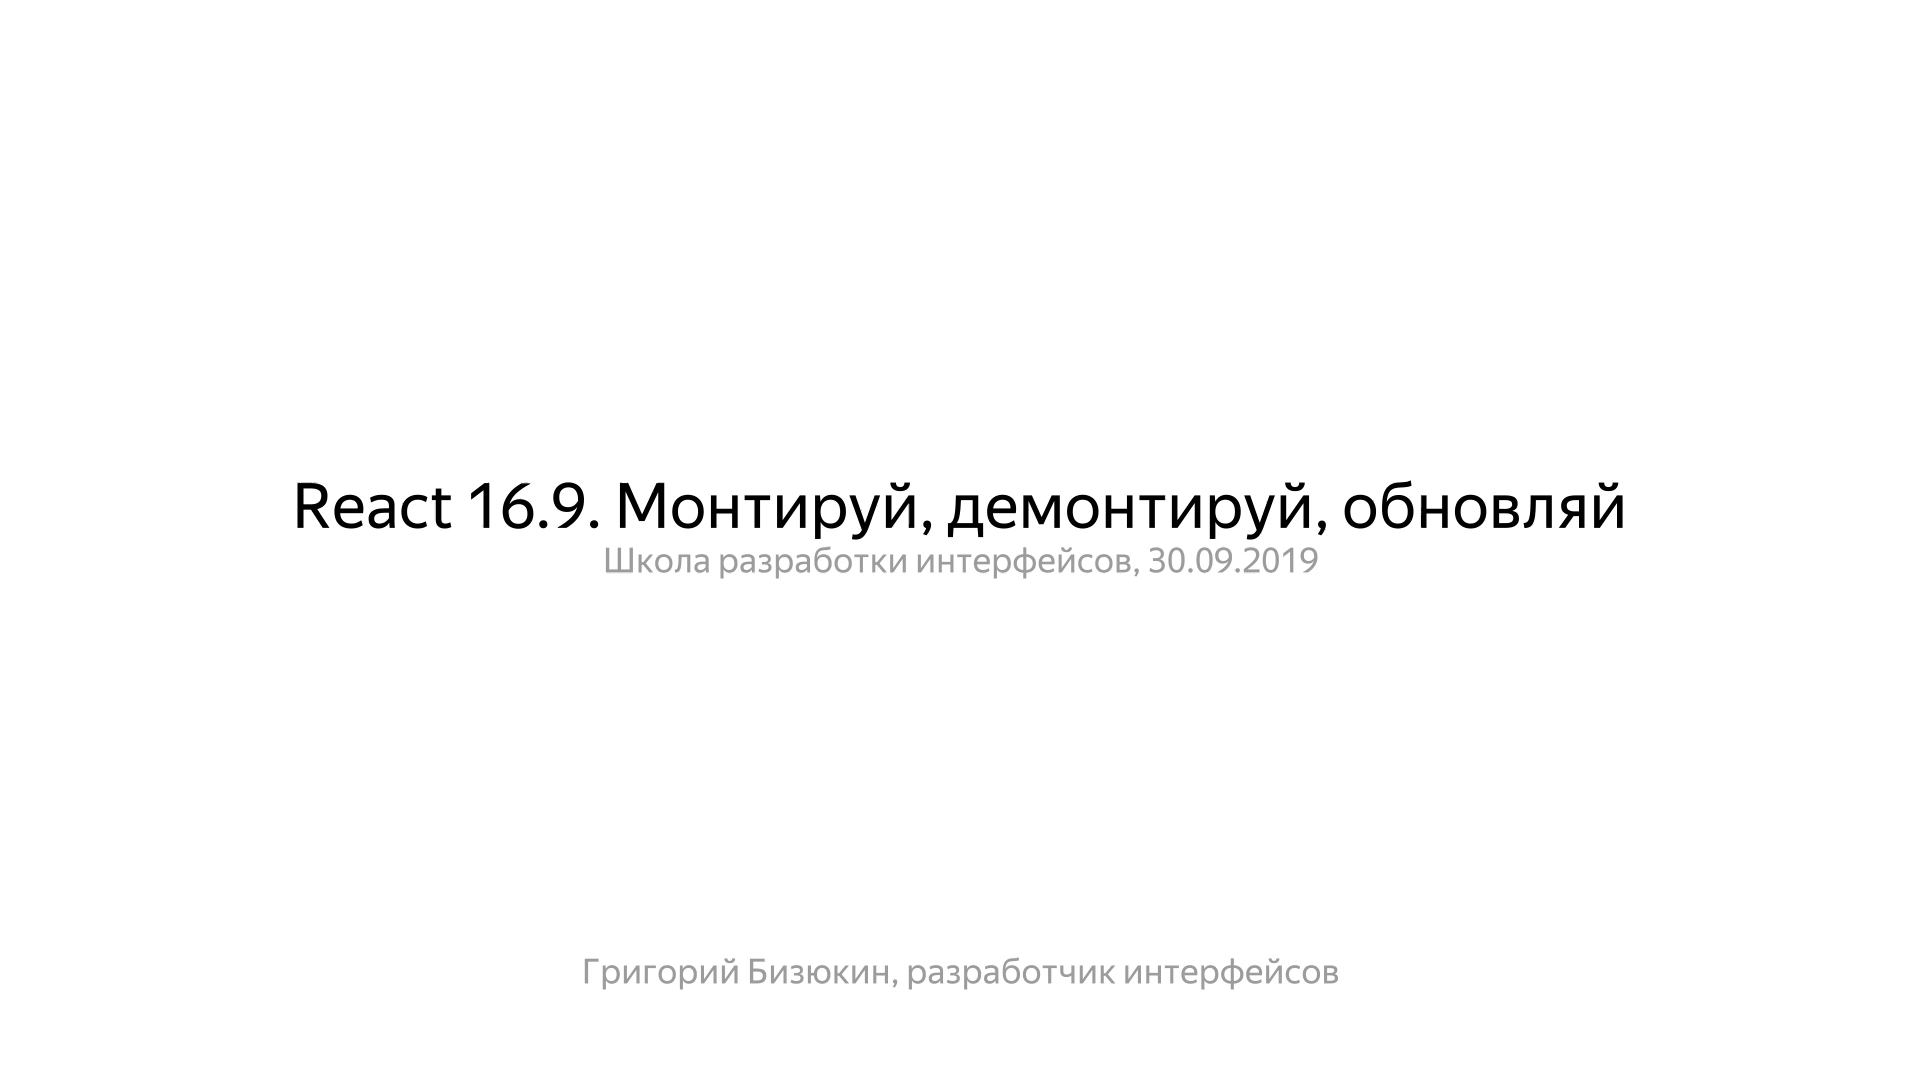 React 16.9. Монтируй, демонтируй, обновляй
Школа разработки интерфейсов, 30.09.2019
Григорий Бизюкин, разработчик интерфейсов